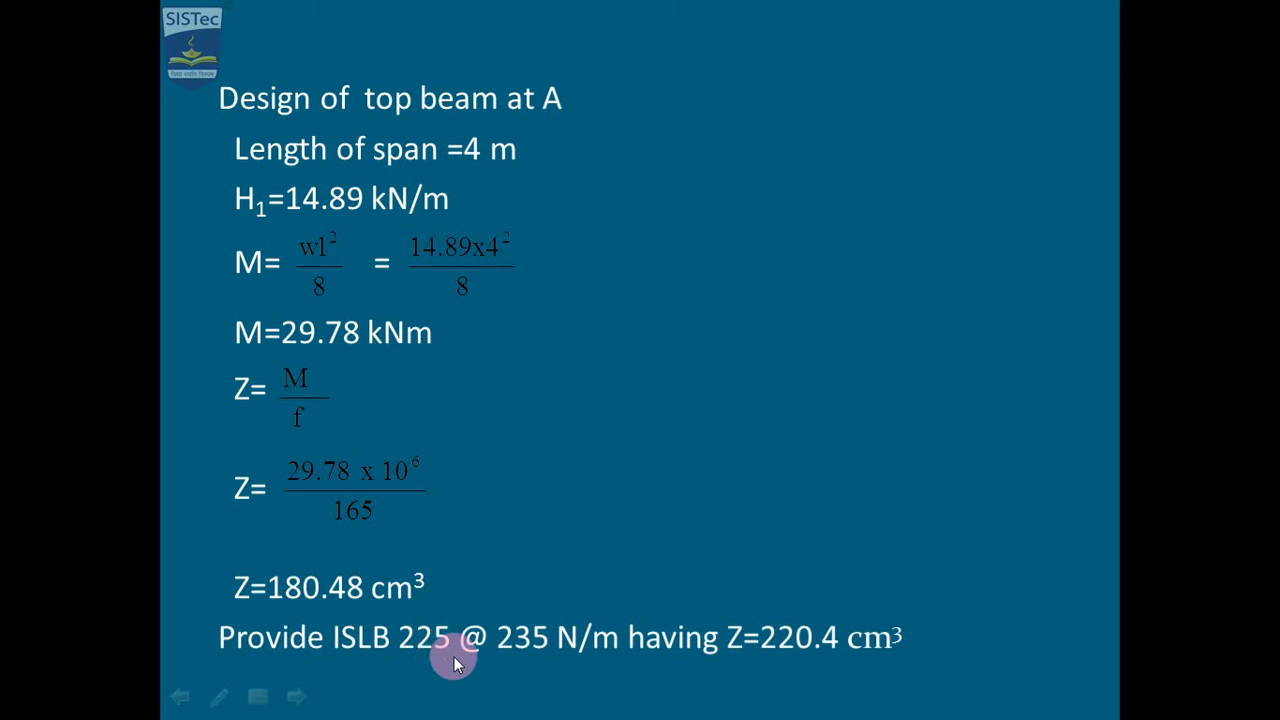 SISTec
Design of top beam at A
Length of span =4 m
H₁=14.89 kN/m
M= wl²/8 = 14.89x4²/8
M=29.78 kNm
Z= M/f
Z= 29.78 x 10⁶/165
Z=180.48 cm³
Provide ISLB 225 @ 235 N/m having Z=220.4 cm³